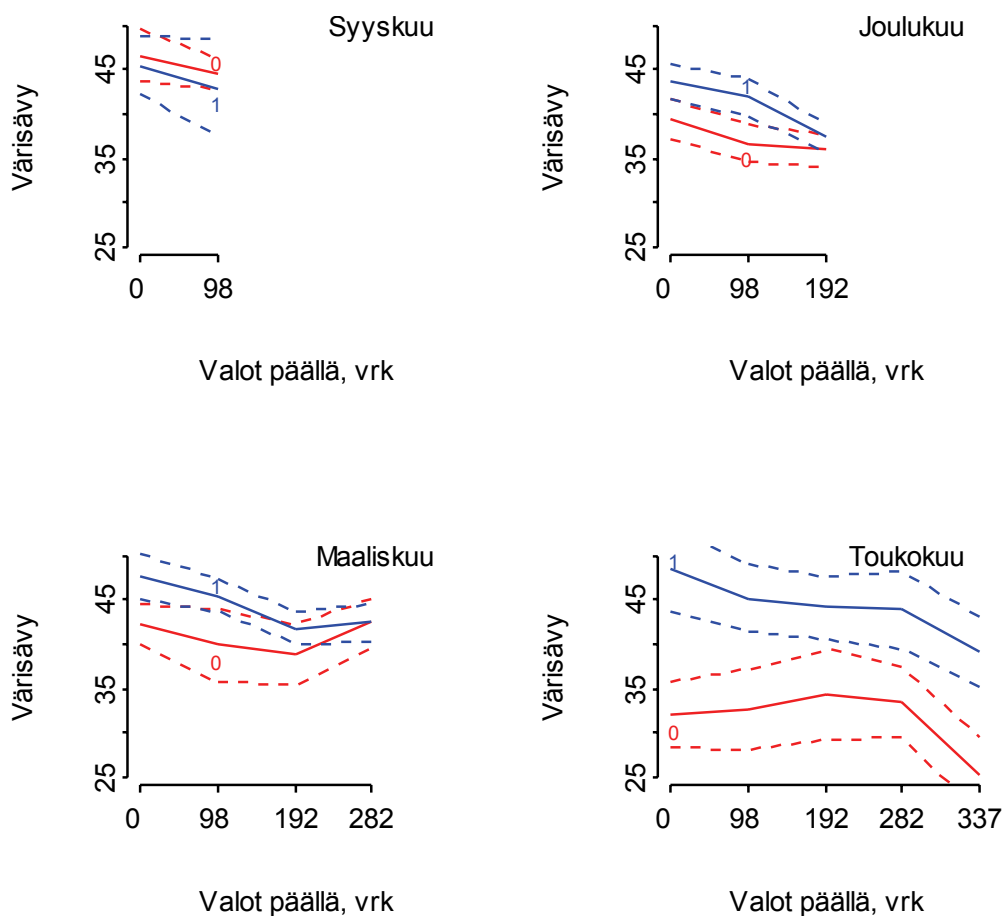 Syyskuu
Värisävy
45
35
25
0
1
0 98
Valot päällä, vrk
Joulukuu
Värisävy
45
35
25
1
0
0 98 192
Valot päällä, vrk
Maaliskuu
Värisävy
45
35
25
1
0
0 98 192 282
Valot päällä, vrk
Toukokuu
Värisävy
45
35
25
1
0
0 98 192 282 337
Valot päällä, vrk